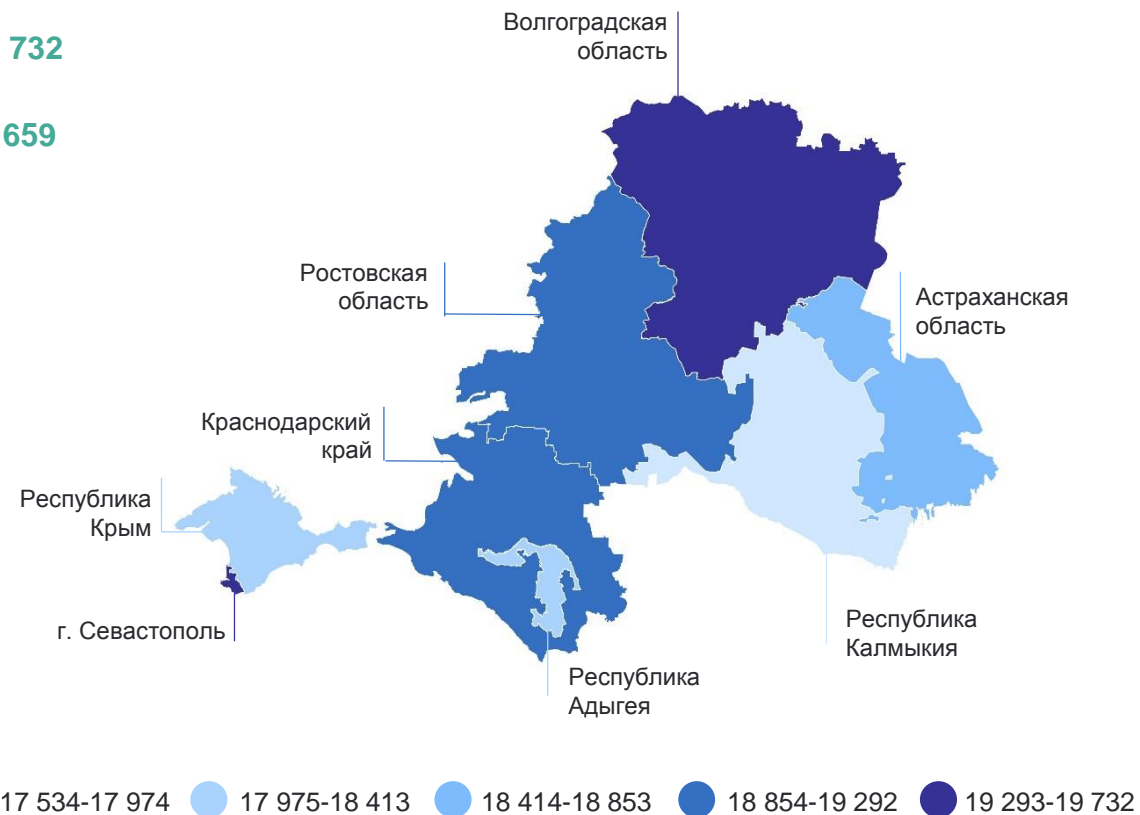 732
659
Волгоградская
область
Ростовская
область
Астраханская
область
Краснодарский
край
Республика
Крым
г. Севастополь
Республика
Калмыкия
Республика
Адыгея
17 534-17 974 17 975-18 413 18 414-18 853 18 854-19 292 19 293-19 732